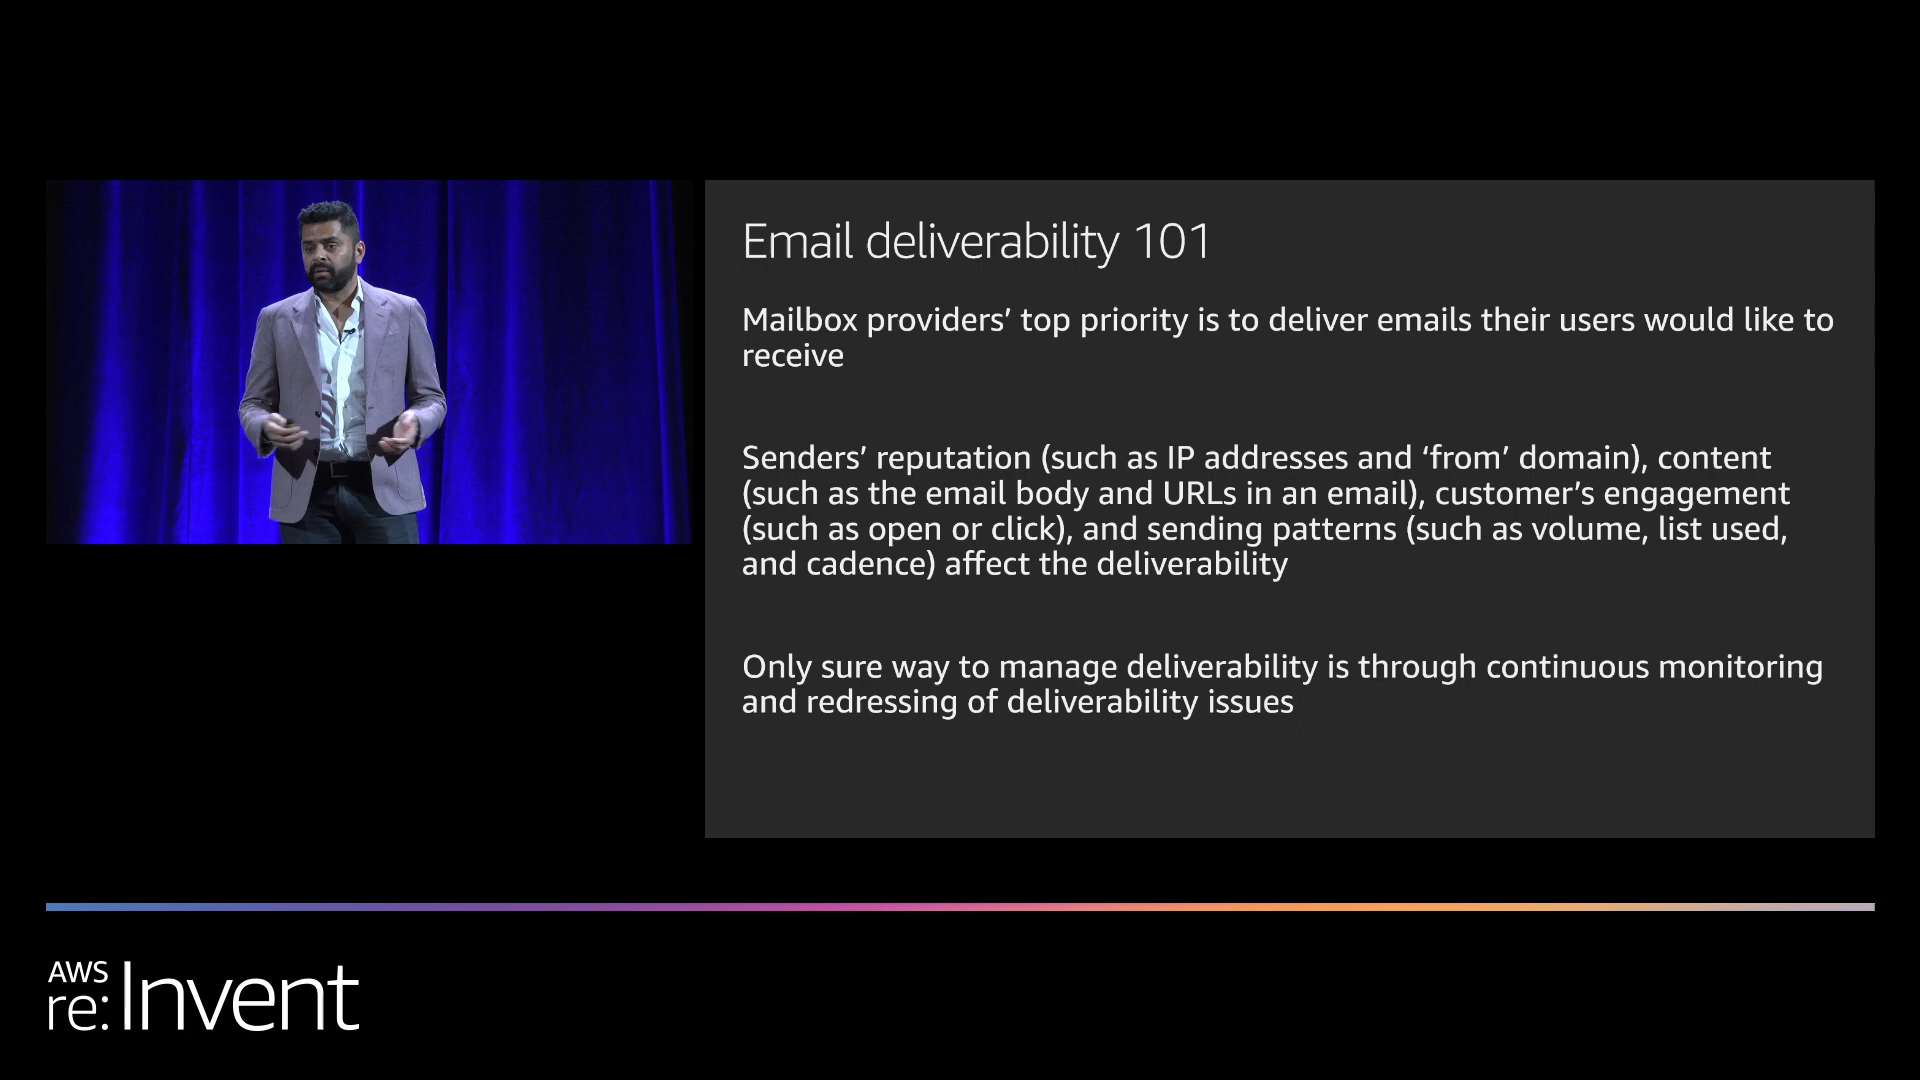 Email deliverability 101
Mailbox providers’ top priority is to deliver emails their users would like to
receive
Senders’ reputation (such as IP addresses and ‘from’ domain), content
(such as the email body and URLs in an email), customer’s engagement
(such as open or click), and sending patterns (such as volume, list used,
and cadence) affect the deliverability
Only sure way to manage deliverability is through continuous monitoring
and redressing of deliverability issues
AWS
re:Invent